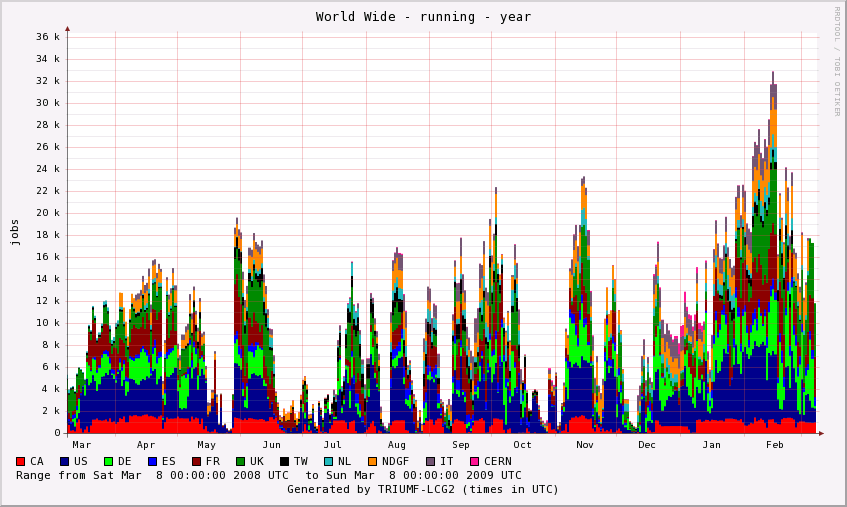 World Wide - running - year
RRDTOOL / TOBI OETIKER
jobs
36 k
34 k
32 k
30 k
28 k
26 k
24 k
22 k
20 k
18 k
16 k
14 k
12 k
10 k
8 k
6 k
4 k
2 k
0
Mar Apr May Jun Jul Aug Sep Oct Nov Dec Jan Feb
CA US DE ES FR UK TW NL NDGF IT CERN
Range from Sat Mar  8 00:00:00 2008 UTC  to Sun Mar  8 00:00:00 2009 UTC
Generated by TRIUMF-LCG2 (times in UTC)